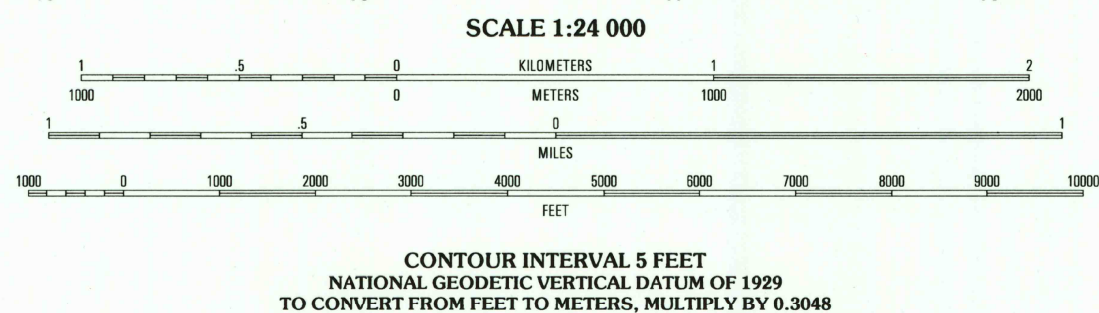 SCALE 1:24 000
1 .5 0 KILOMETERS 1 2
1000 0 METERS 1000 2000
1 .5 0 1
MILES
1000 0 1000 2000 3000 4000 5000 6000 7000 8000 9000 10000
FEET
CONTOUR INTERVAL 5 FEET
NATIONAL GEODETIC VERTICAL DATUM OF 1929
TO CONVERT FROM FEET TO METERS, MULTIPLY BY 0.3048